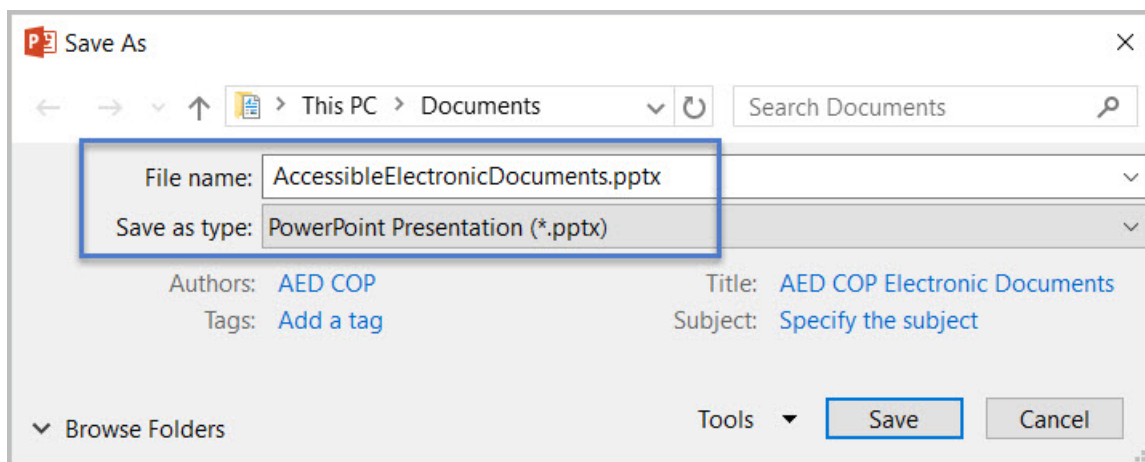 Save As
This PC > Documents
Search Documents
File name: AccessibleElectronicDocuments.pptx
Save as type: PowerPoint Presentation (*.pptx)
Authors: AED COP Title: AED COP Electronic Documents
Tags: Add a tag Subject: Specify the subject
Browse Folders Tools Save Cancel